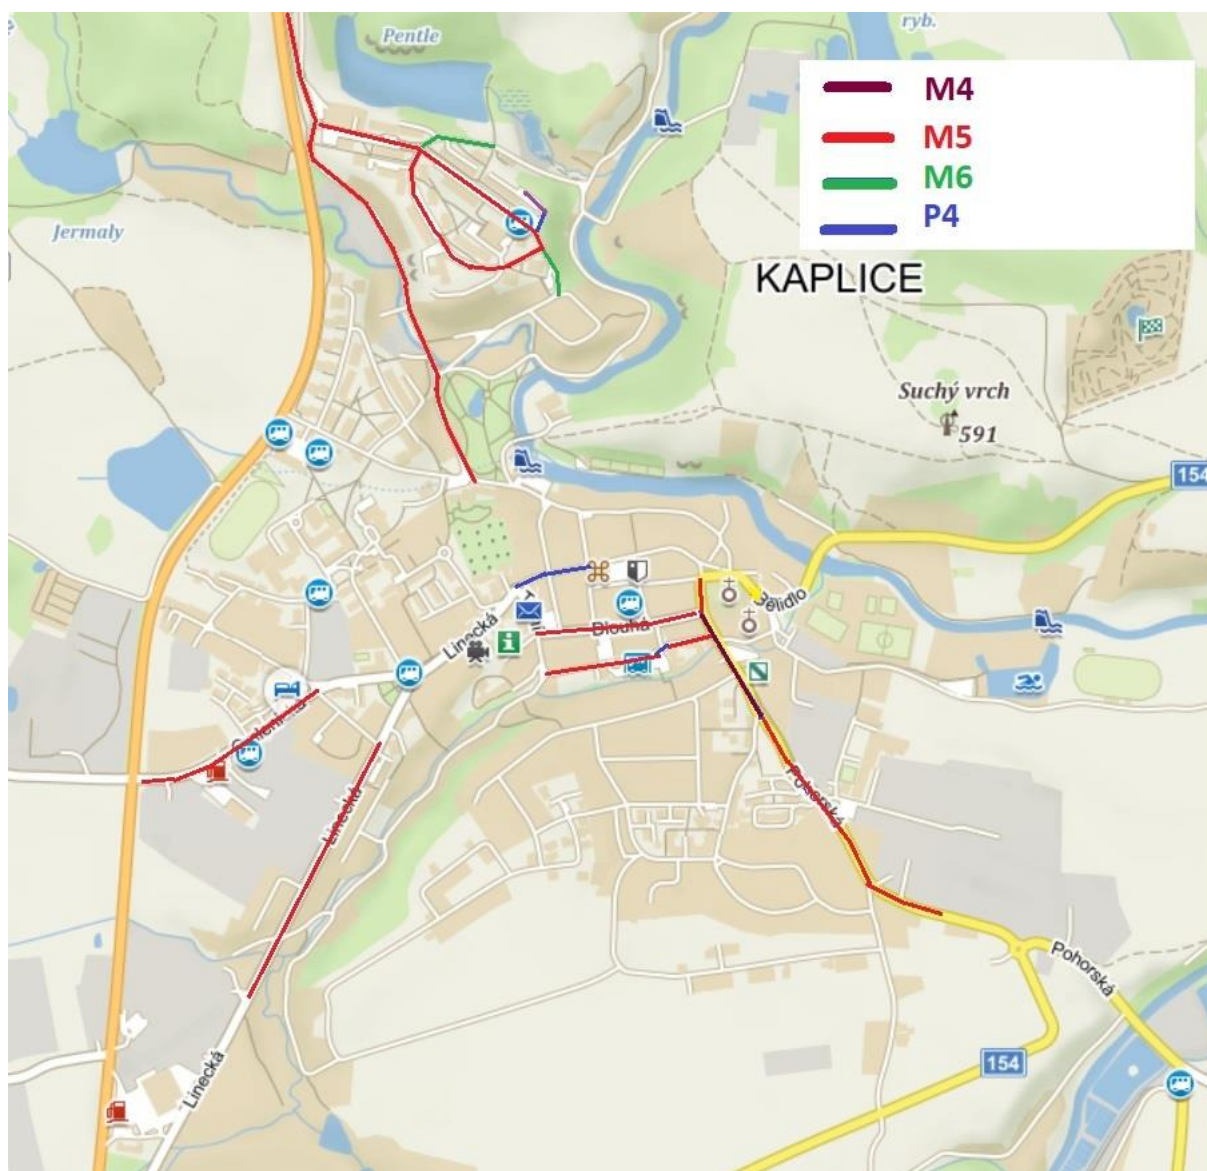 Pentle
ryb.
M4
M5
M6
P4
Jermaly
KAPLICE
Suchý vrch
591
154
Bělidlo
Dlouhá
Linecká
Linecká
Pohorská
Pohorská
154
Linecká